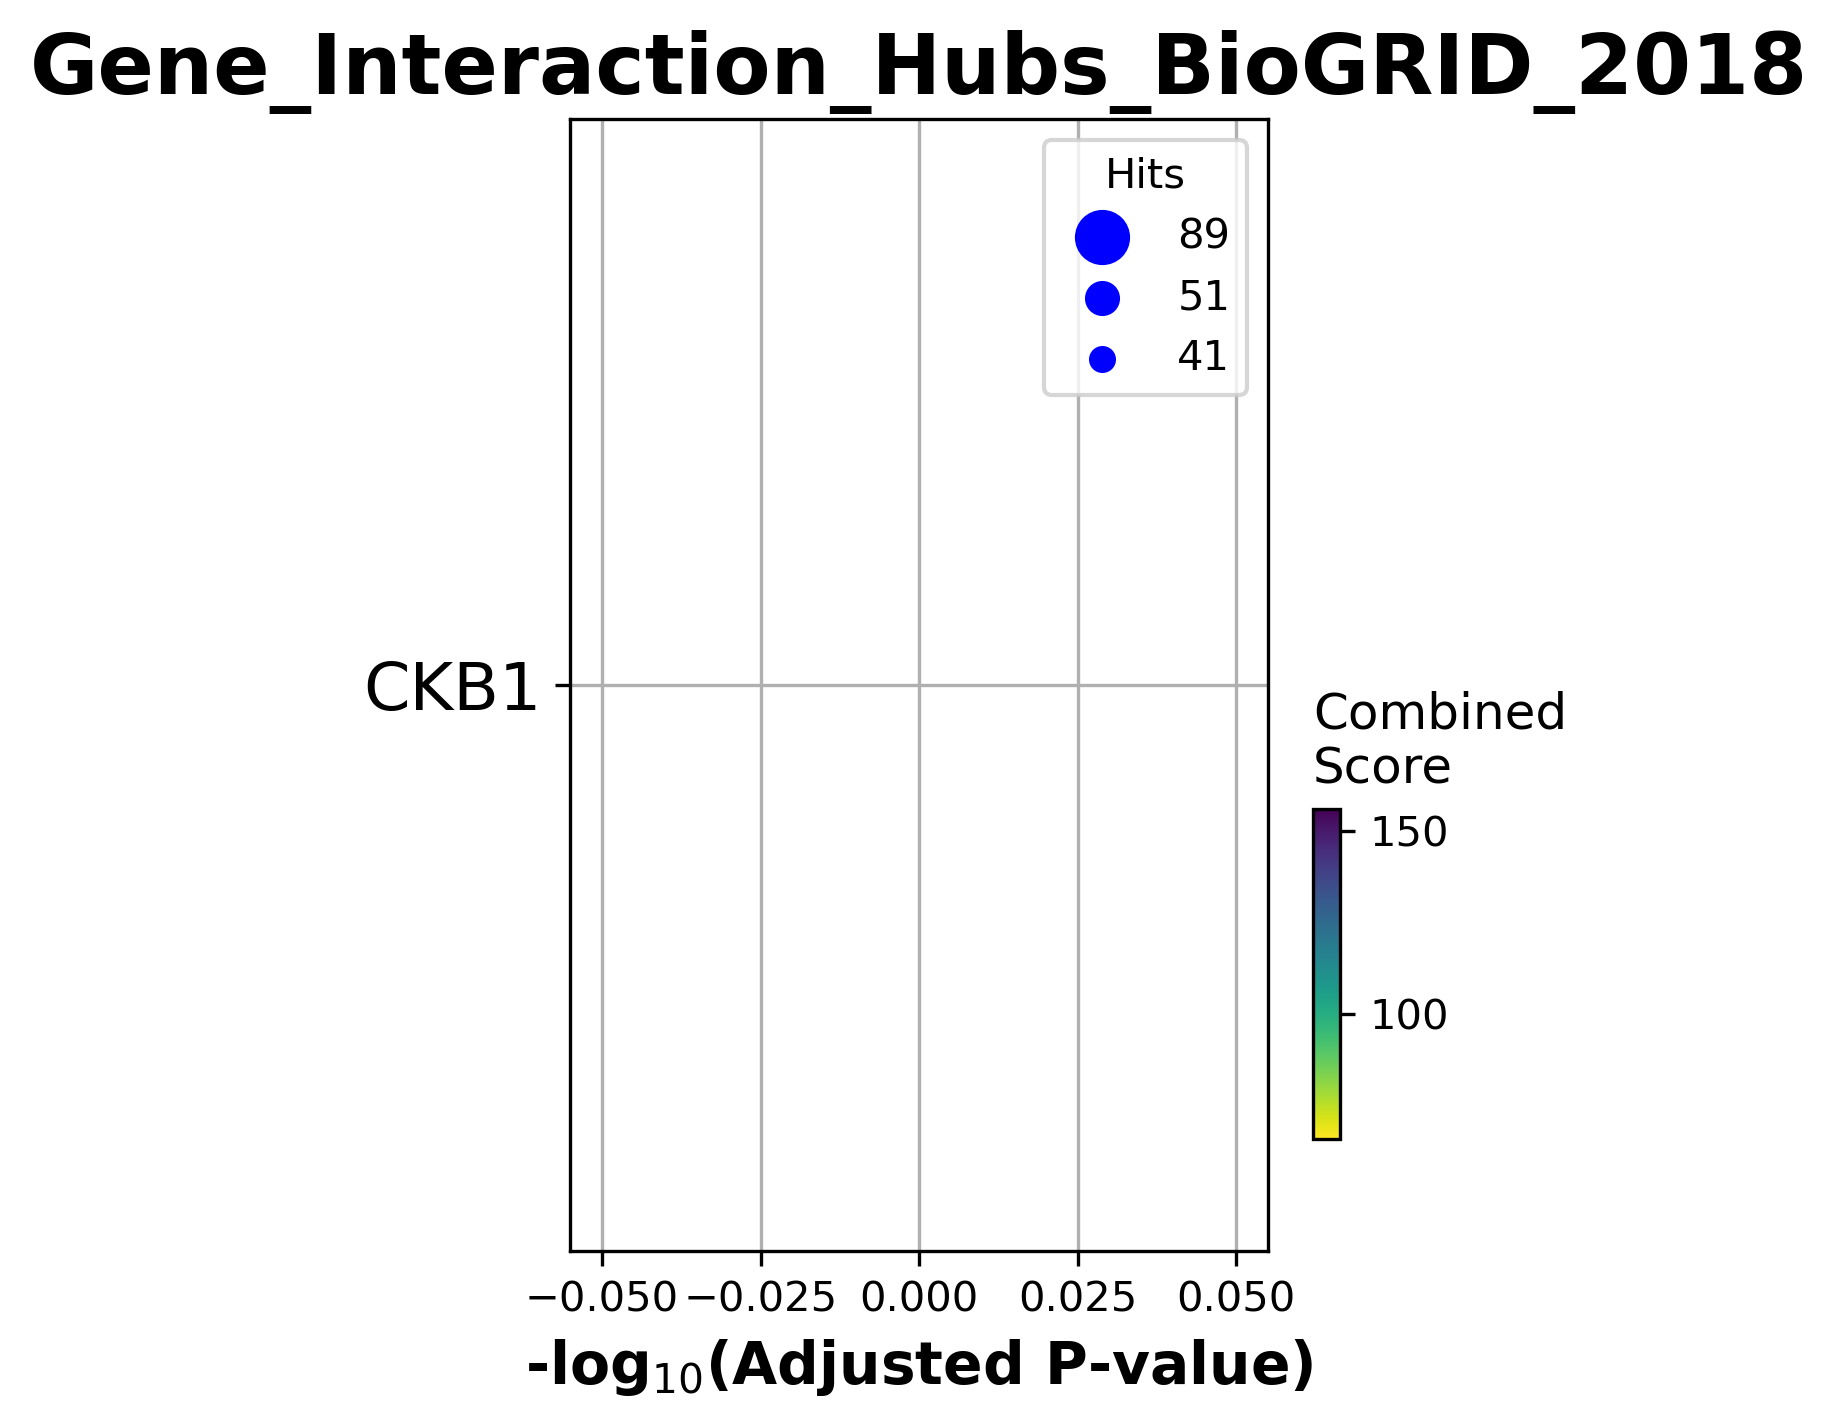 Gene_Interaction_Hubs_BioGRID_2018
Hits
89
51
41
CKB1
Combined
Score
150
100
−0.050 −0.025 0.000 0.025 0.050
-log₁₀(Adjusted P-value)